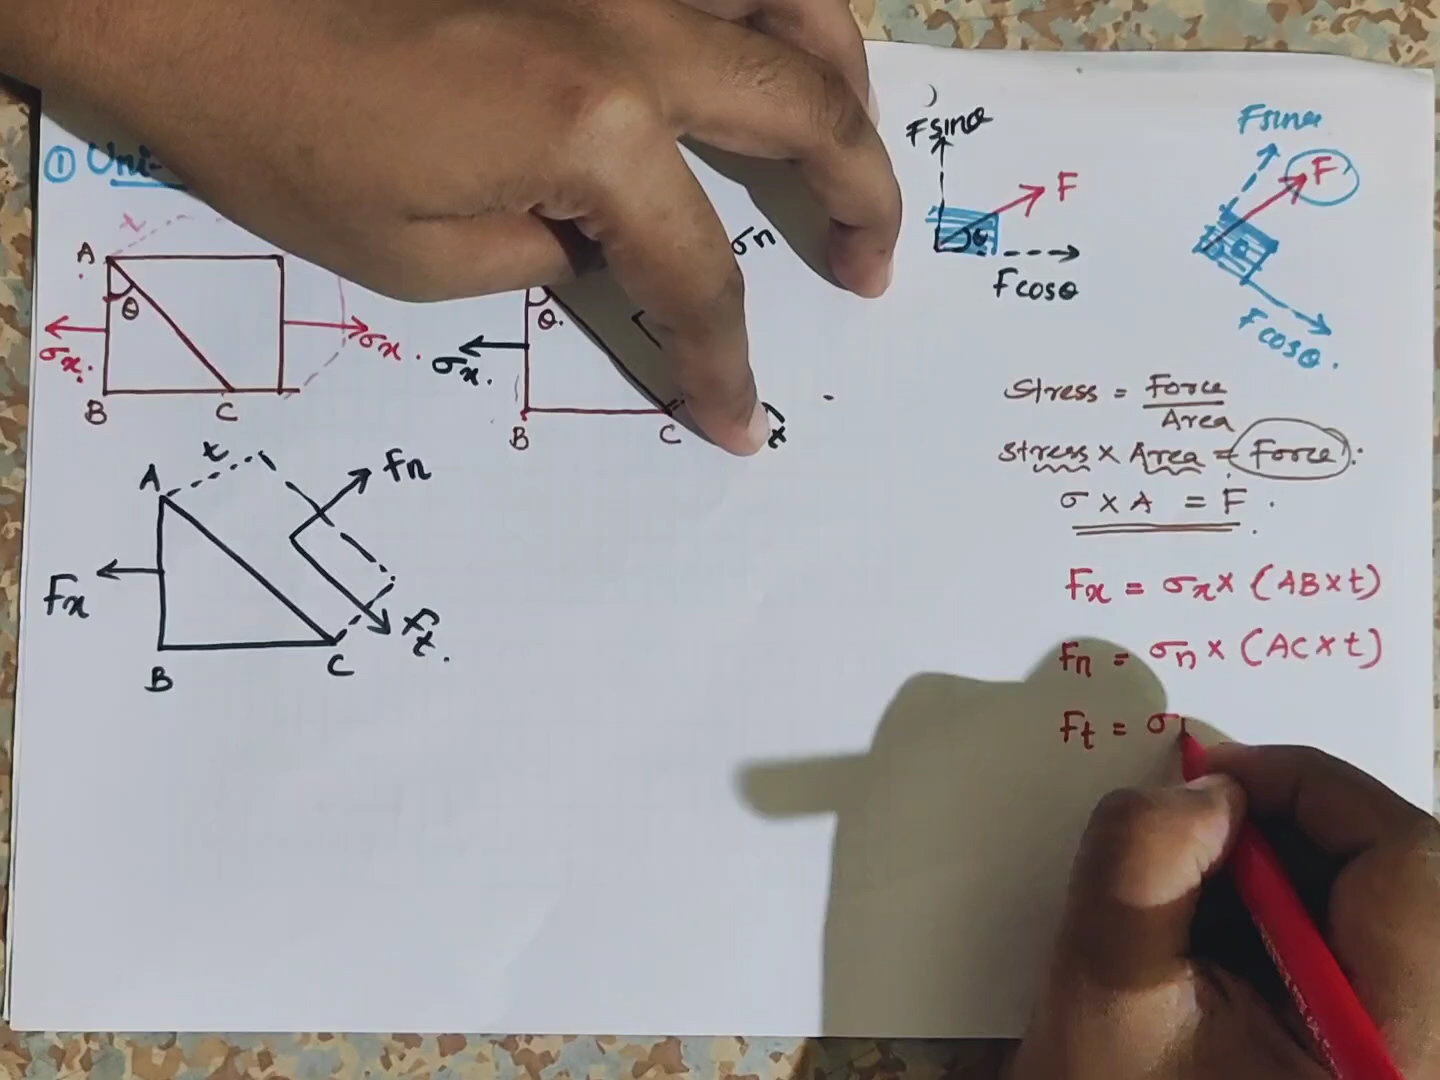 ① Uni-
t
A
θ
σx.
σx.
B
C
σn
θ.
σx.
B
C
A
t
Fn
Fx
Ft.
B
C
Fsinθ
F
θ
Fcosθ
Fsinθ
F
θ
Fcosθ.
Stress = Force
Area
stress × Area = Force.
σ × A = F.
Fx = σx × (AB × t)
Fn = σn × (AC × t)
Ft = σ